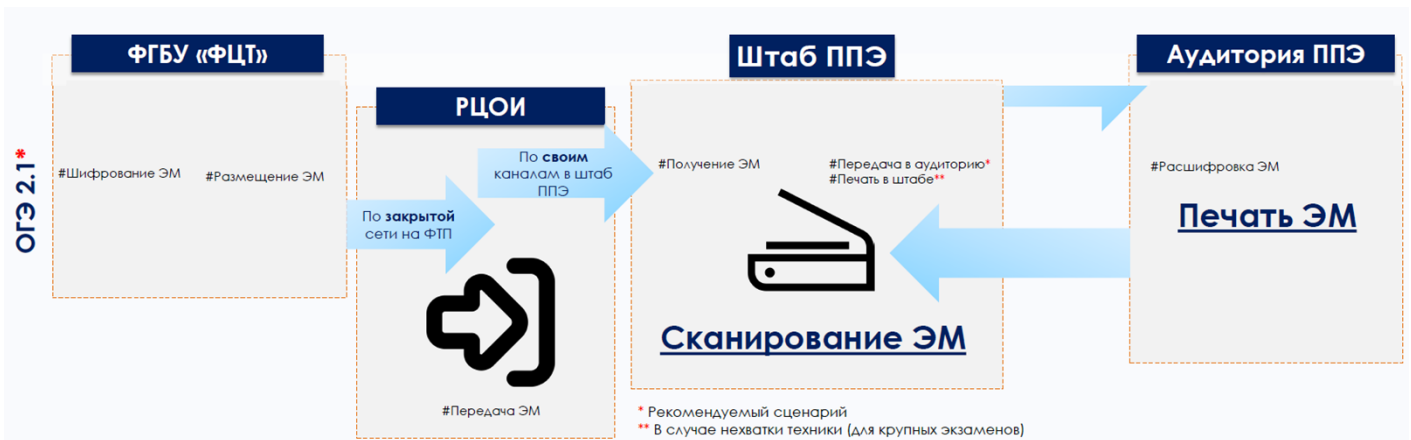 ОГЭ 2.1*
ФГБУ «ФЦТ»
#Шифрование ЭМ
#Размещение ЭМ
По закрытой
сети на ФТП
РЦОИ
По своим
каналам в штаб
ППЭ
#Передача ЭМ
Штаб ППЭ
#Получение ЭМ
#Передача в аудиторию*
#Печать в штабе**
Сканирование ЭМ
Аудитория ППЭ
#Расшифровка ЭМ
Печать ЭМ
* Рекомендуемый сценарий
** В случае нехватки техники (для крупных экзаменов)